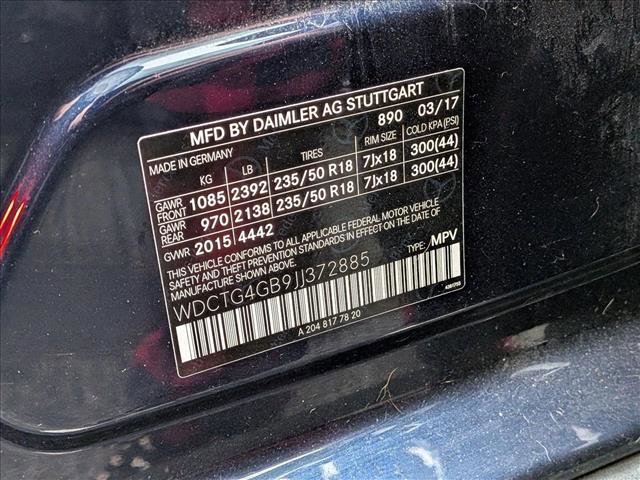 MFD BY DAIMLER AG STUTTGART
MADE IN GERMANY 890 03/17
KG LB TIRES RIM SIZE COLD KPA (PSI)
GAWR FRONT 1085 2392 235/50 R18 7Jx18 300(44)
GAWR REAR 970 2138 235/50 R18 7Jx18 300(44)
GVWR 2015 4442
THIS VEHICLE CONFORMS TO ALL APPLICABLE FEDERAL MOTOR VEHICLE
SAFETY AND THEFT PREVENTION STANDARDS IN EFFECT ON THE DATE OF
MANUFACTURE SHOWN ABOVE.
WDCTG4GB9JJ372885 TYPE: MPV
A 204 817 78 20